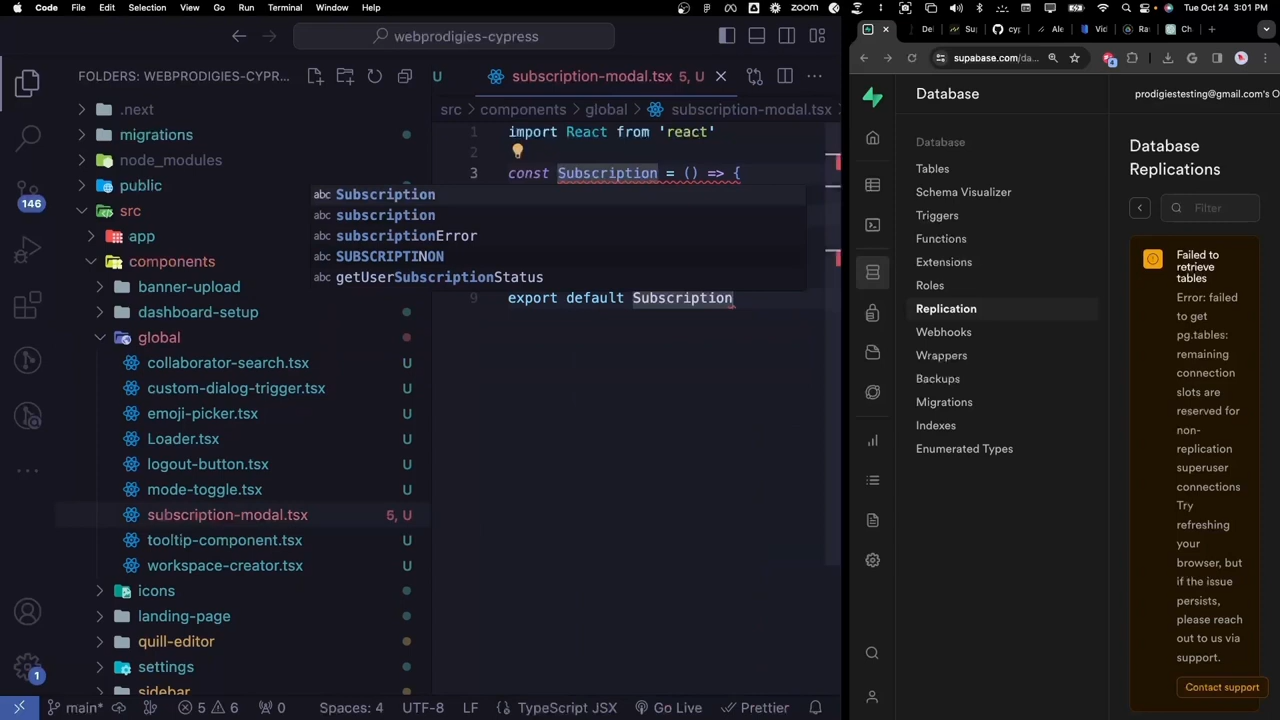 Code File Edit Selection View Go Run Terminal Window Help
zoom
Tue Oct 24 3:01 PM
webprodigies-cypress
FOLDERS: WEBPRODIGIES-CYPR...
.next
migrations
node_modules
public
src
app
components
banner-upload
dashboard-setup
global
collaborator-search.tsx U
custom-dialog-trigger.tsx U
emoji-picker.tsx U
Loader.tsx U
logout-button.tsx U
mode-toggle.tsx U
subscription-modal.tsx 5, U
tooltip-component.tsx U
workspace-creator.tsx U
icons
landing-page
quill-editor
settings
sidebar
146
1
U
subscription-modal.tsx 5, U
src components global subscription-modal.tsx
1 import React from 'react'
2
3 const Subscription = () => {
abc Subscription
abc subscription
abc subscriptionError
abc SUBSCRIPTINON
abc getUserSubscriptionStatus
9 export default Subscription
main* 5 6 0 Spaces: 4 UTF-8 LF TypeScript JSX Go Live Prettier
supabase.com/da...
4
Database
prodigiestesting@gmail.com's O
Database
Tables
Schema Visualizer
Triggers
Functions
Extensions
Roles
Replication
Webhooks
Wrappers
Backups
Migrations
Indexes
Enumerated Types
Database
Replications
Filter
Failed to
retrieve
tables
Error: failed
to get
pg.tables:
remaining
connection
slots are
reserved for
non-
replication
superuser
connections
Try
refreshing
your
browser, but
if the issue
persists,
please reach
out to us via
support.
Contact support